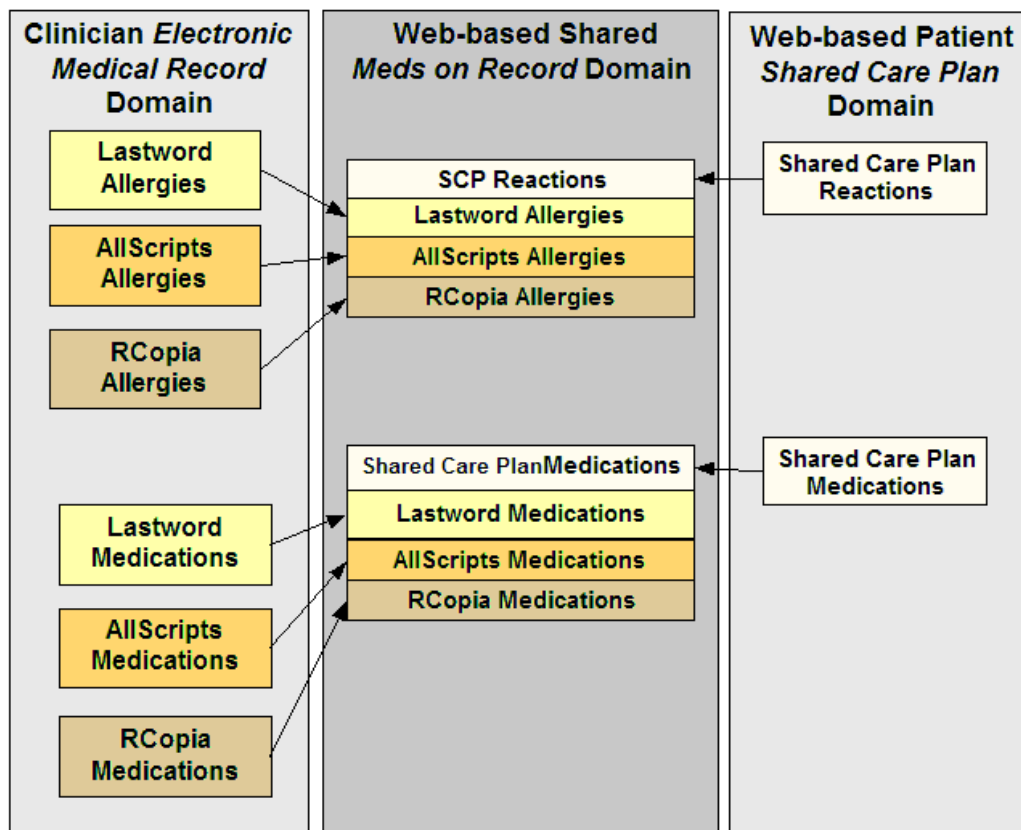 Clinician Electronic
Medical Record
Domain
Lastword
Allergies
AllScripts
Allergies
RCopia
Allergies
Lastword
Medications
AllScripts
Medications
RCopia
Medications
Web-based Shared
Meds on Record Domain
SCP Reactions
Lastword Allergies
AllScripts Allergies
RCopia Allergies
Shared Care PlanMedications
Lastword Medications
AllScripts Medications
RCopia Medications
Web-based Patient
Shared Care Plan
Domain
Shared Care Plan
Reactions
Shared Care Plan
Medications